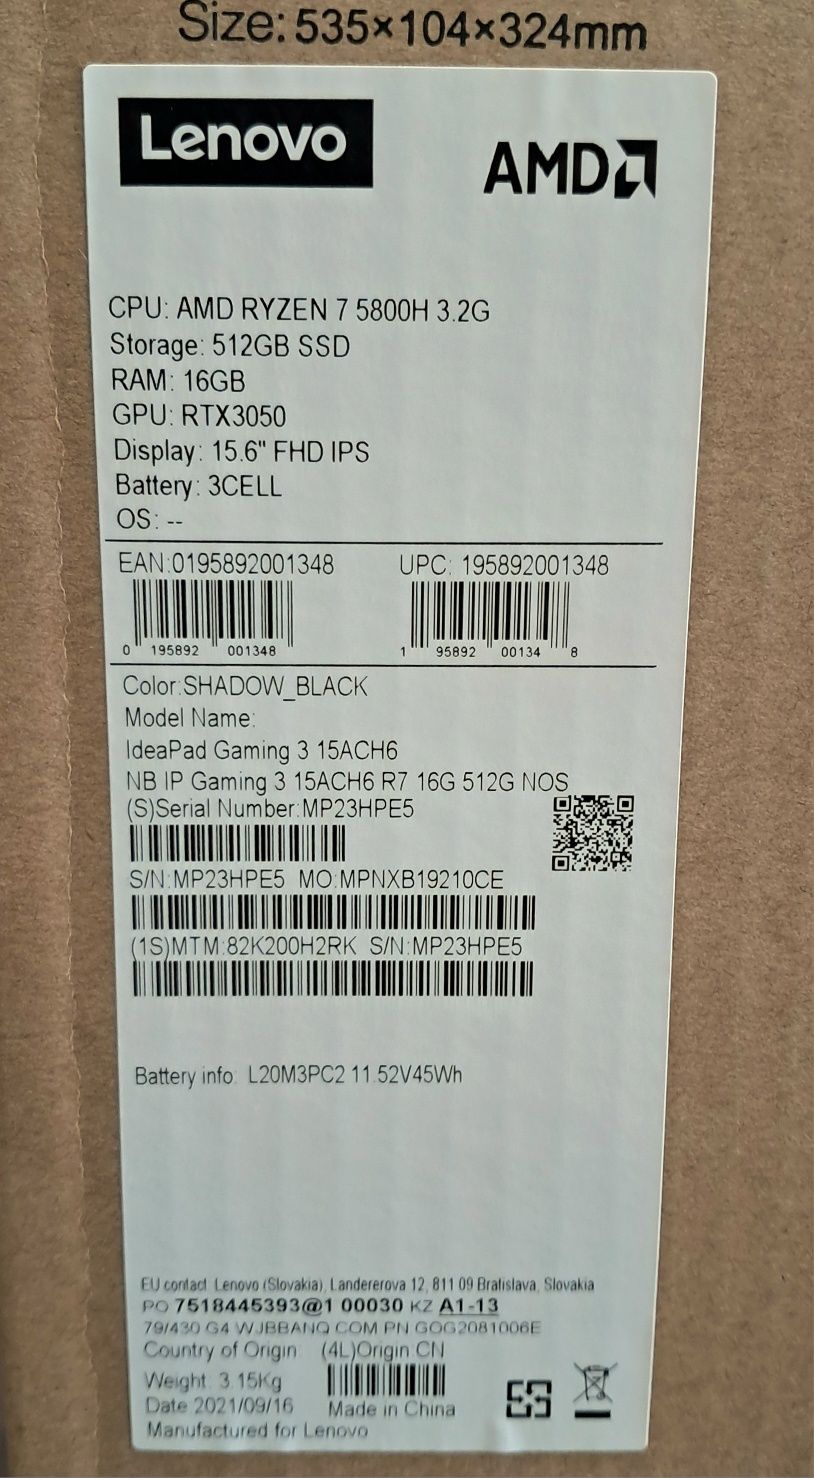 Size: 535×104×324mm
Lenovo
AMD
CPU: AMD RYZEN 7 5800H 3.2G
Storage: 512GB SSD
RAM: 16GB
GPU: RTX3050
Display: 15.6" FHD IPS
Battery: 3CELL
OS: --
EAN:0195892001348 UPC: 195892001348
0 195892 001348 1 95892 00134 8
Color:SHADOW_BLACK
Model Name:
IdeaPad Gaming 3 15ACH6
NB IP Gaming 3 15ACH6 R7 16G 512G NOS
(S)Serial Number:MP23HPE5
S/N:MP23HPE5 MO:MPNXB19210CE
(1S)MTM:82K200H2RK S/N:MP23HPE5
Battery info: L20M3PC2 11.52V45Wh
EU contact: Lenovo (Slovakia), Landererova 12, 811 09 Bratislava, Slovakia
PO 7518445393@1 00030 KZ A1-13
79/430 G4 WJBBANQ COM PN GOG2081006E
Country of Origin: (4L)Origin:CN
Weight: 3.15Kg
Date 2021/09/16 Made in China
Manufactured for Lenovo